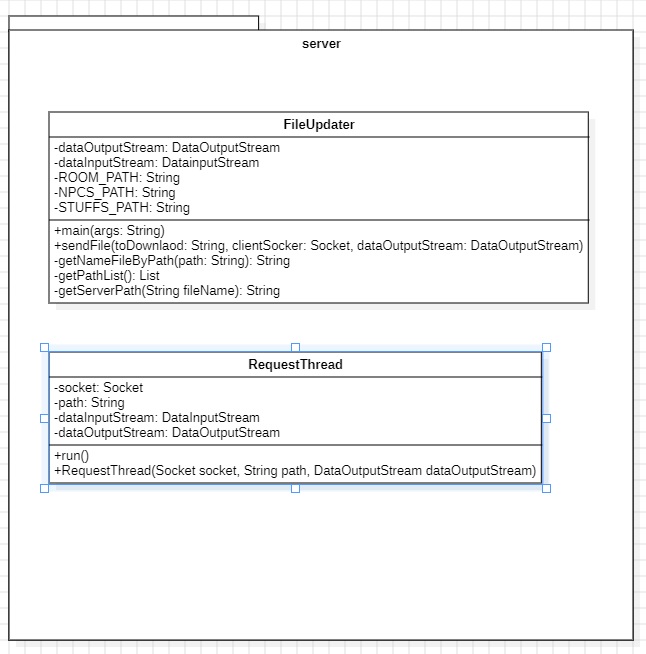 server
FileUpdater
-dataOutputStream: DataOutputStream
-dataInputStream: DatainputStream
-ROOM_PATH: String
-NPCS_PATH: String
-STUFFS_PATH: String
+main(args: String)
+sendFile(toDownlaod: String, clientSocker: Socket, dataOutputStream: DataOutputStream)
-getNameFileByPath(path: String): String
-getPathList(): List
-getServerPath(String fileName): String
RequestThread
-socket: Socket
-path: String
-dataInputStream: DataInputStream
-dataOutputStream: DataOutputStream
+run()
+RequestThread(Socket socket, String path, DataOutputStream dataOutputStream)